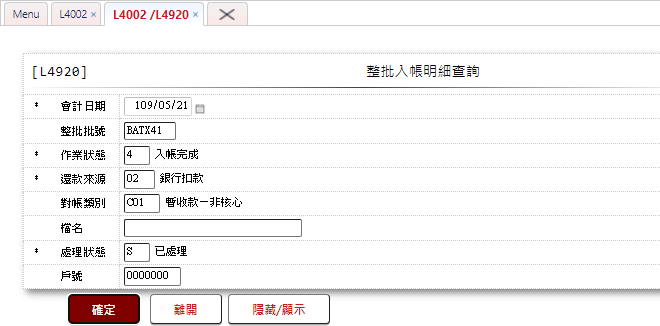 Menu L4002 × L4002 /L4920 ×
[L4920] 整批入帳明細查詢
* 會計日期 109/05/21
整批批號 BATX41
* 作業狀態 4 入帳完成
* 還款來源 02 銀行扣款
對帳類別 C01 暫收款－非核心
檔名
* 處理狀態 S 已處理
戶號 0000000
確定 離開 隱藏/顯示